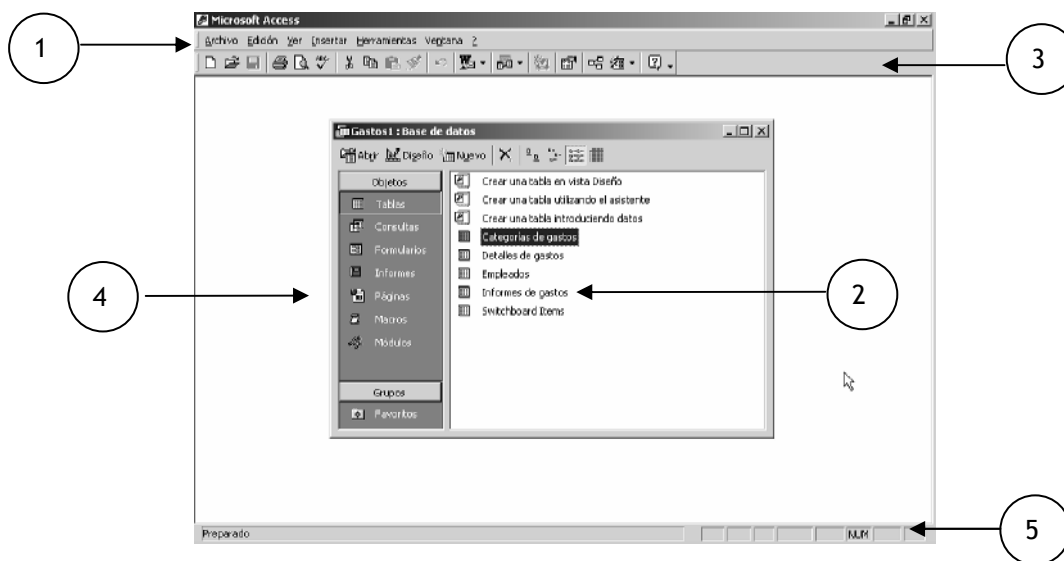 Microsoft Access
Archivo Edición Ver Insertar Herramientas Ventana ?
1
3
Gastos1 : Base de datos
Abrir Diseño Nuevo
Objetos
Tablas
Consultas
Formularios
Informes
Páginas
Macros
Módulos
Grupos
Favoritos
Crear una tabla en vista Diseño
Crear una tabla utilizando el asistente
Crear una tabla introduciendo datos
Categorías de gastos
Detalles de gastos
Empleados
Informes de gastos
Switchboard Items
4
2
Preparado
NUM
5